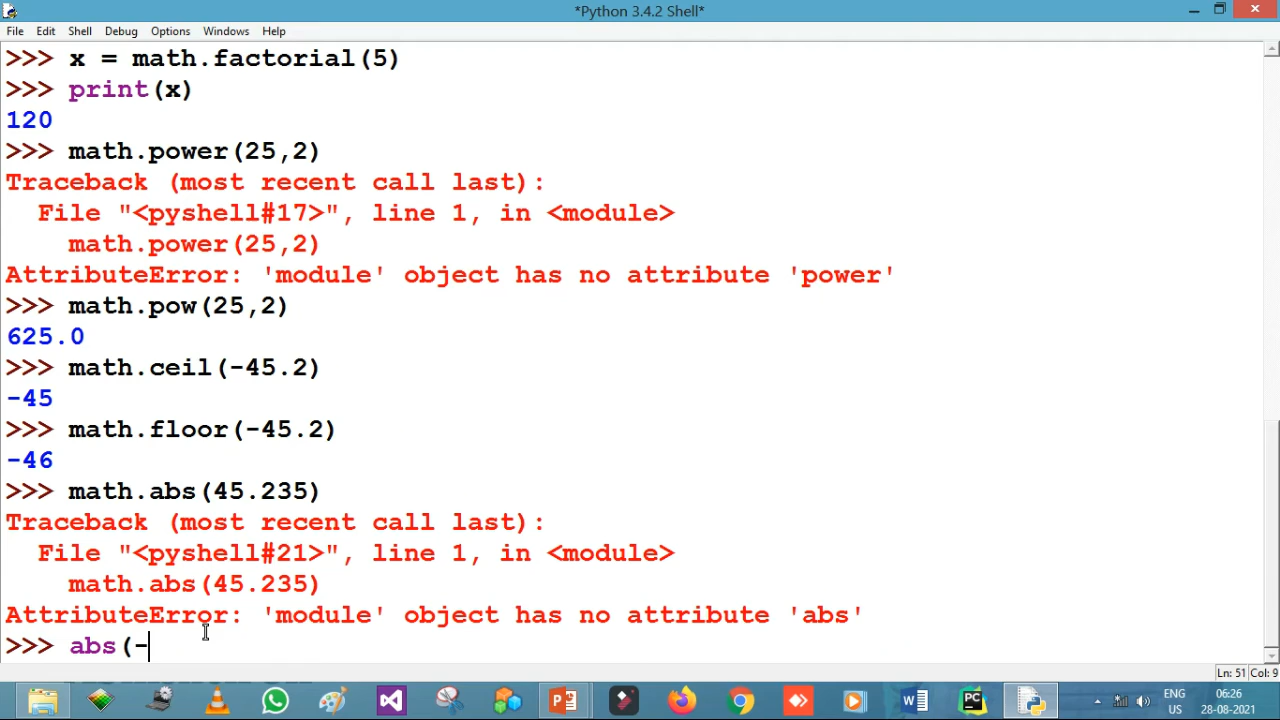 *Python 3.4.2 Shell*
File Edit Shell Debug Options Windows Help
>>> x = math.factorial(5)
>>> print(x)
120
>>> math.power(25,2)
Traceback (most recent call last):
  File "<pyshell#17>", line 1, in <module>
    math.power(25,2)
AttributeError: 'module' object has no attribute 'power'
>>> math.pow(25,2)
625.0
>>> math.ceil(-45.2)
-45
>>> math.floor(-45.2)
-46
>>> math.abs(45.235)
Traceback (most recent call last):
  File "<pyshell#21>", line 1, in <module>
    math.abs(45.235)
AttributeError: 'module' object has no attribute 'abs'
>>> abs(-
Ln: 51 Col: 9
ENG 06:26
US 28-08-2021